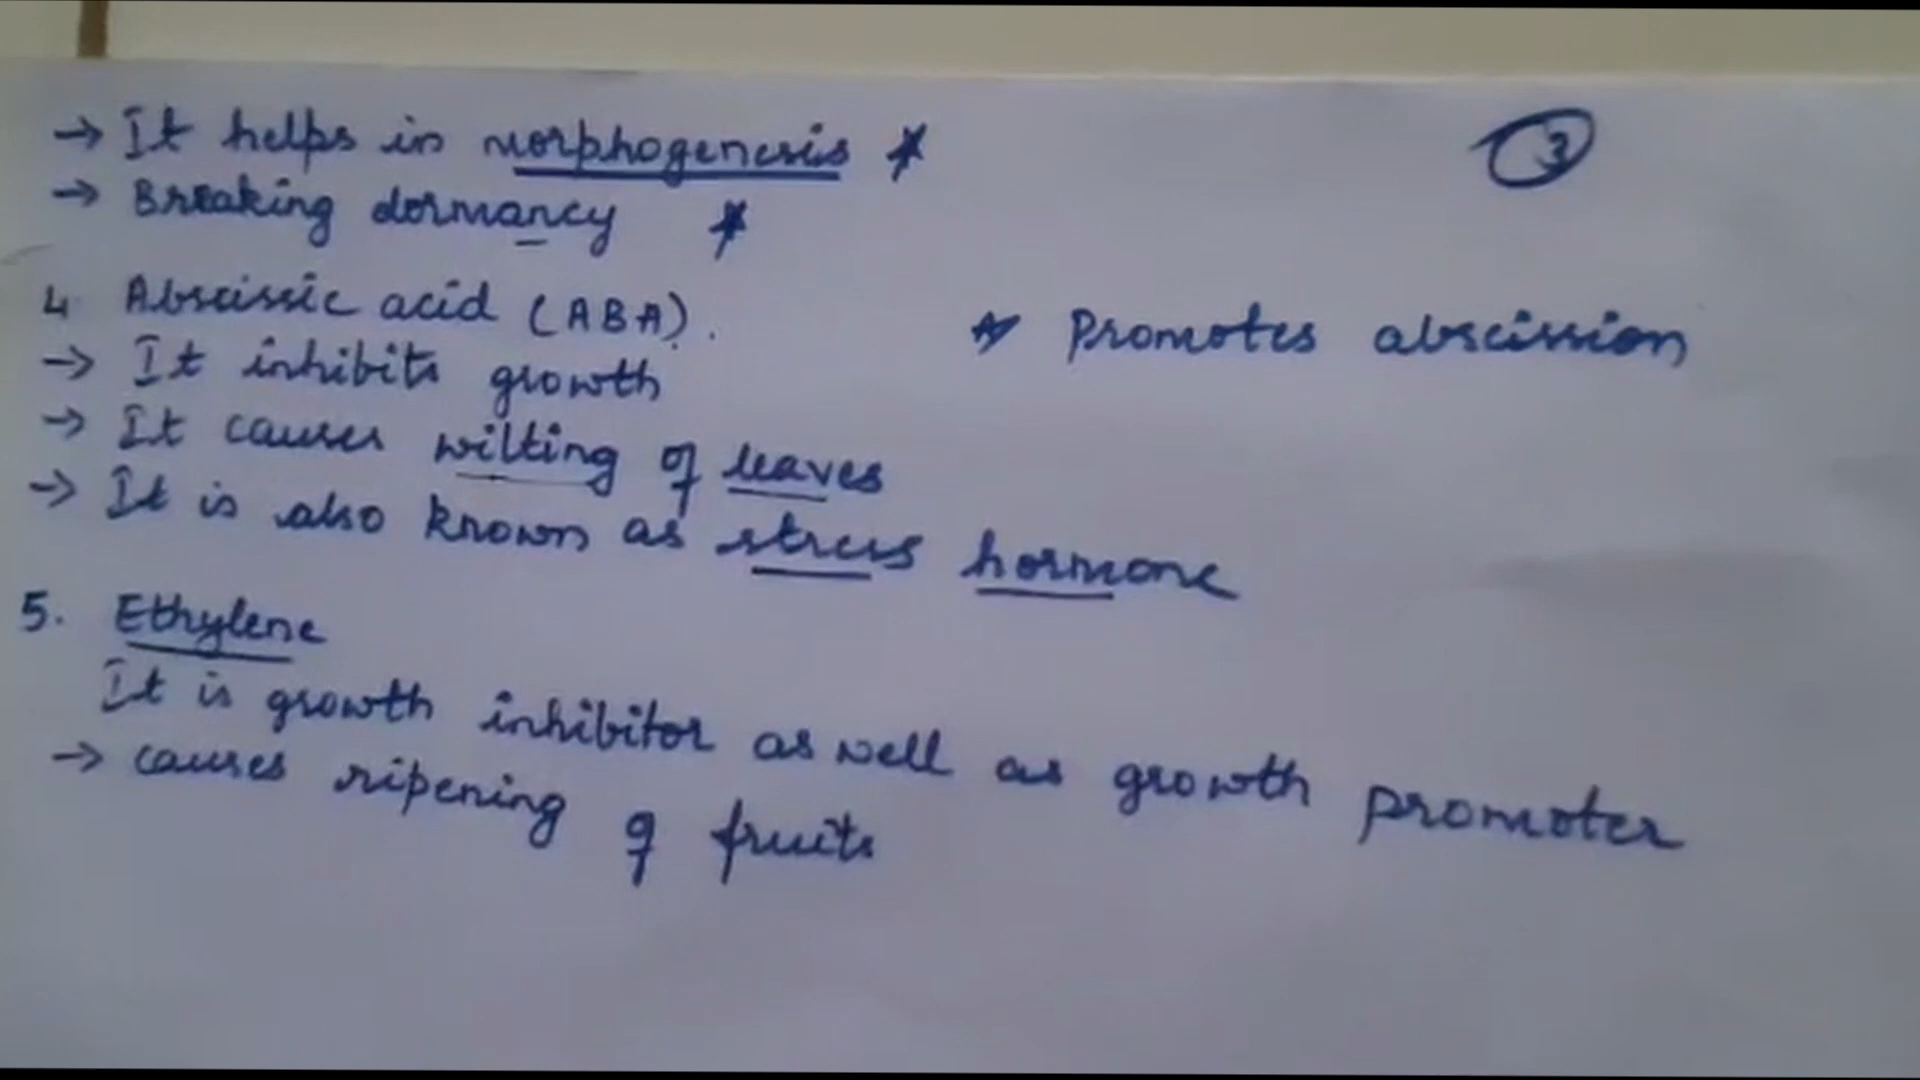 → It helps in morphogenesis *
③
→ Breaking dormancy *
4. Abscissic acid (ABA).
* Promotes abscission
→ It inhibits growth
→ It causes wilting of leaves
→ It is also known as stress hormone
5. Ethylene
It is growth inhibitor as well as growth promoter
→ causes ripening of fruits